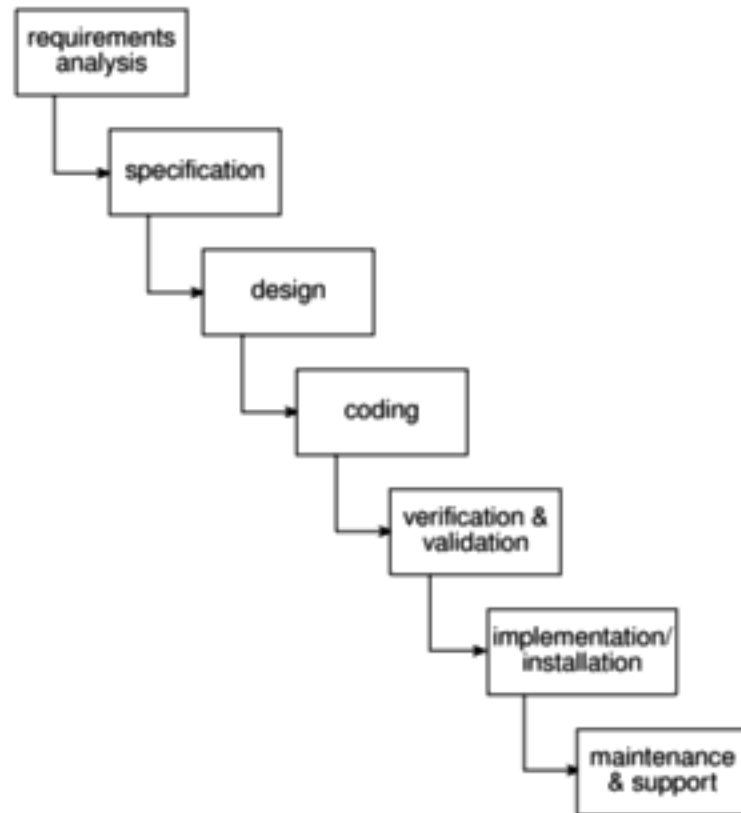 requirements
analysis
specification
design
coding
verification &
validation
implementation/
installation
maintenance
& support